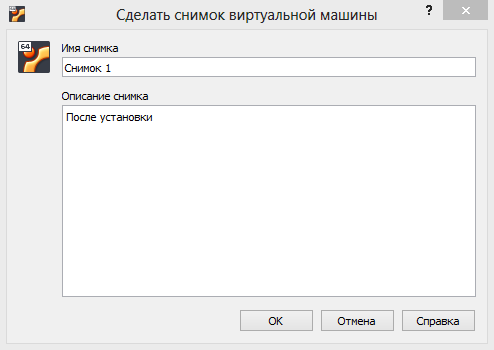 Сделать снимок виртуальной машины
?
64
Имя снимка
Снимок 1
Описание снимка
После установки
OK
Отмена
Справка